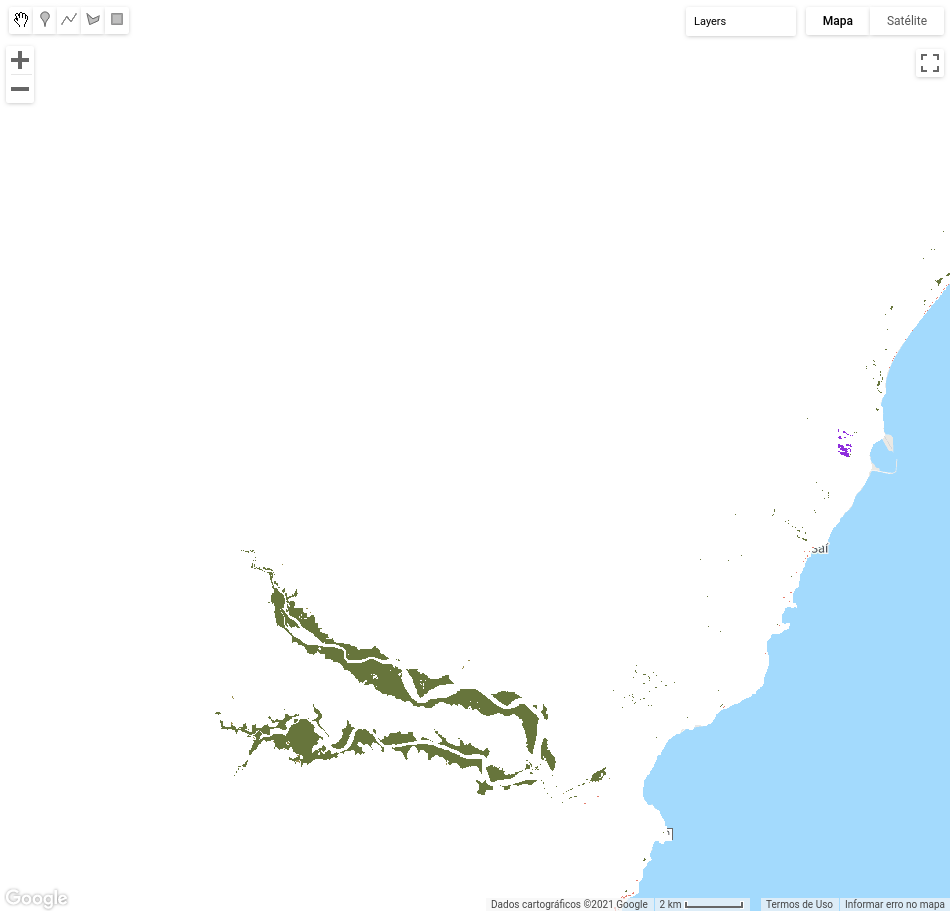 Layers
Mapa
Satélite
Saí
Google
Dados cartográficos ©2021 Google
2 km
Termos de Uso
Informar erro no mapa